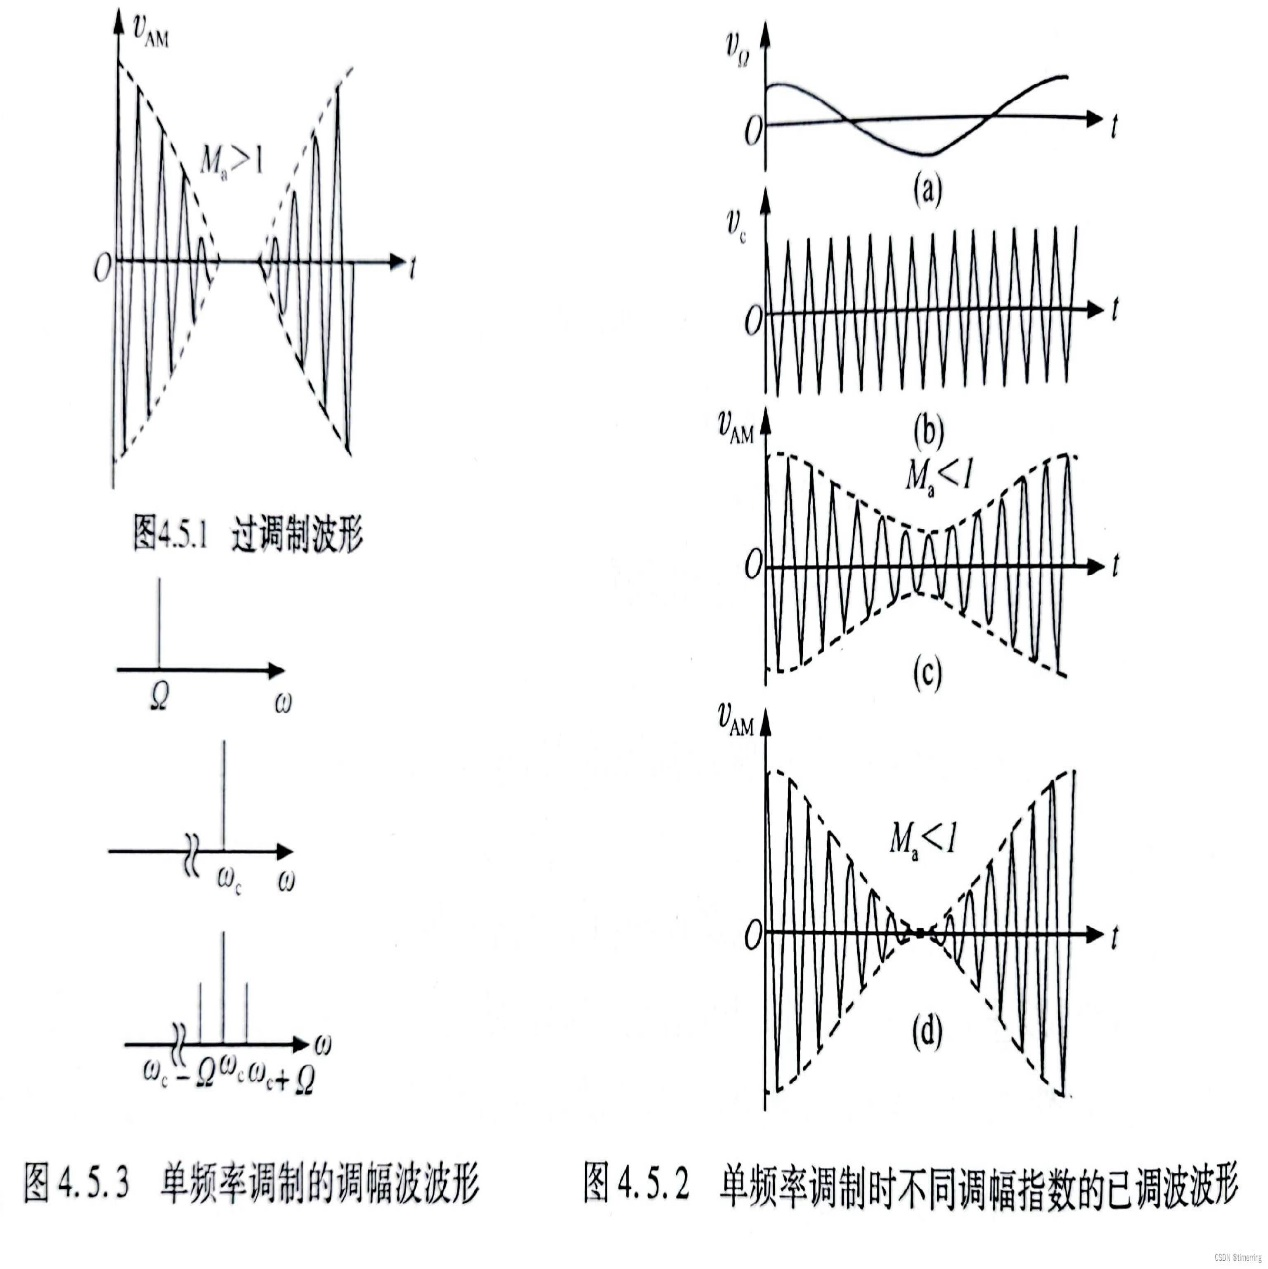 v_AM
M_a>1
O
t
图4.5.1 过调制波形
Ω
ω
ω_c
ω
ω
ω_c-Ω ω_c ω_c+Ω
图 4.5.3 单频率调制的调幅波波形
v_Ω
O
t
(a)
v_c
O
t
(b)
v_AM
M_a<1
O
t
(c)
v_AM
M_a<1
O
t
(d)
图 4.5.2 单频率调制时不同调幅指数的已调波波形
CSDN @timerring